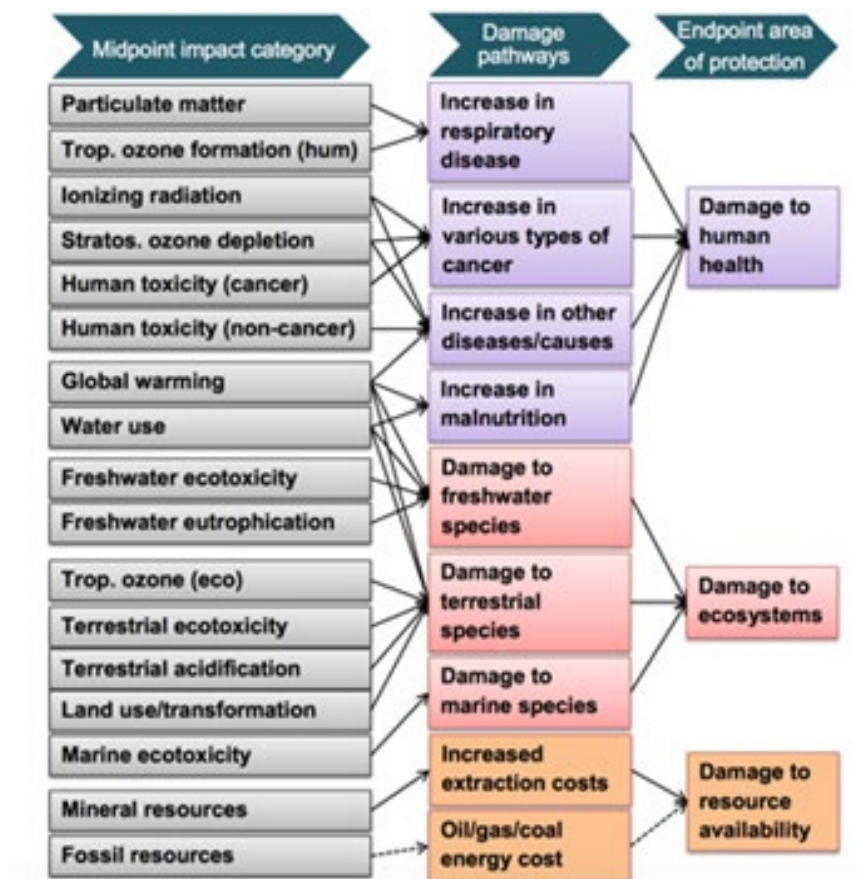 Midpoint impact category
Damage
pathways
Endpoint area
of protection
Particulate matter
Trop. ozone formation (hum)
Ionizing radiation
Stratos. ozone depletion
Human toxicity (cancer)
Human toxicity (non-cancer)
Global warming
Water use
Freshwater ecotoxicity
Freshwater eutrophication
Trop. ozone (eco)
Terrestrial ecotoxicity
Terrestrial acidification
Land use/transformation
Marine ecotoxicity
Mineral resources
Fossil resources
Increase in
respiratory
disease
Increase in
various types of
cancer
Increase in other
diseases/causes
Increase in
malnutrition
Damage to
freshwater
species
Damage to
terrestrial
species
Damage to
marine species
Increased
extraction costs
Oil/gas/coal
energy cost
Damage to
human
health
Damage to
ecosystems
Damage to
resource
availability